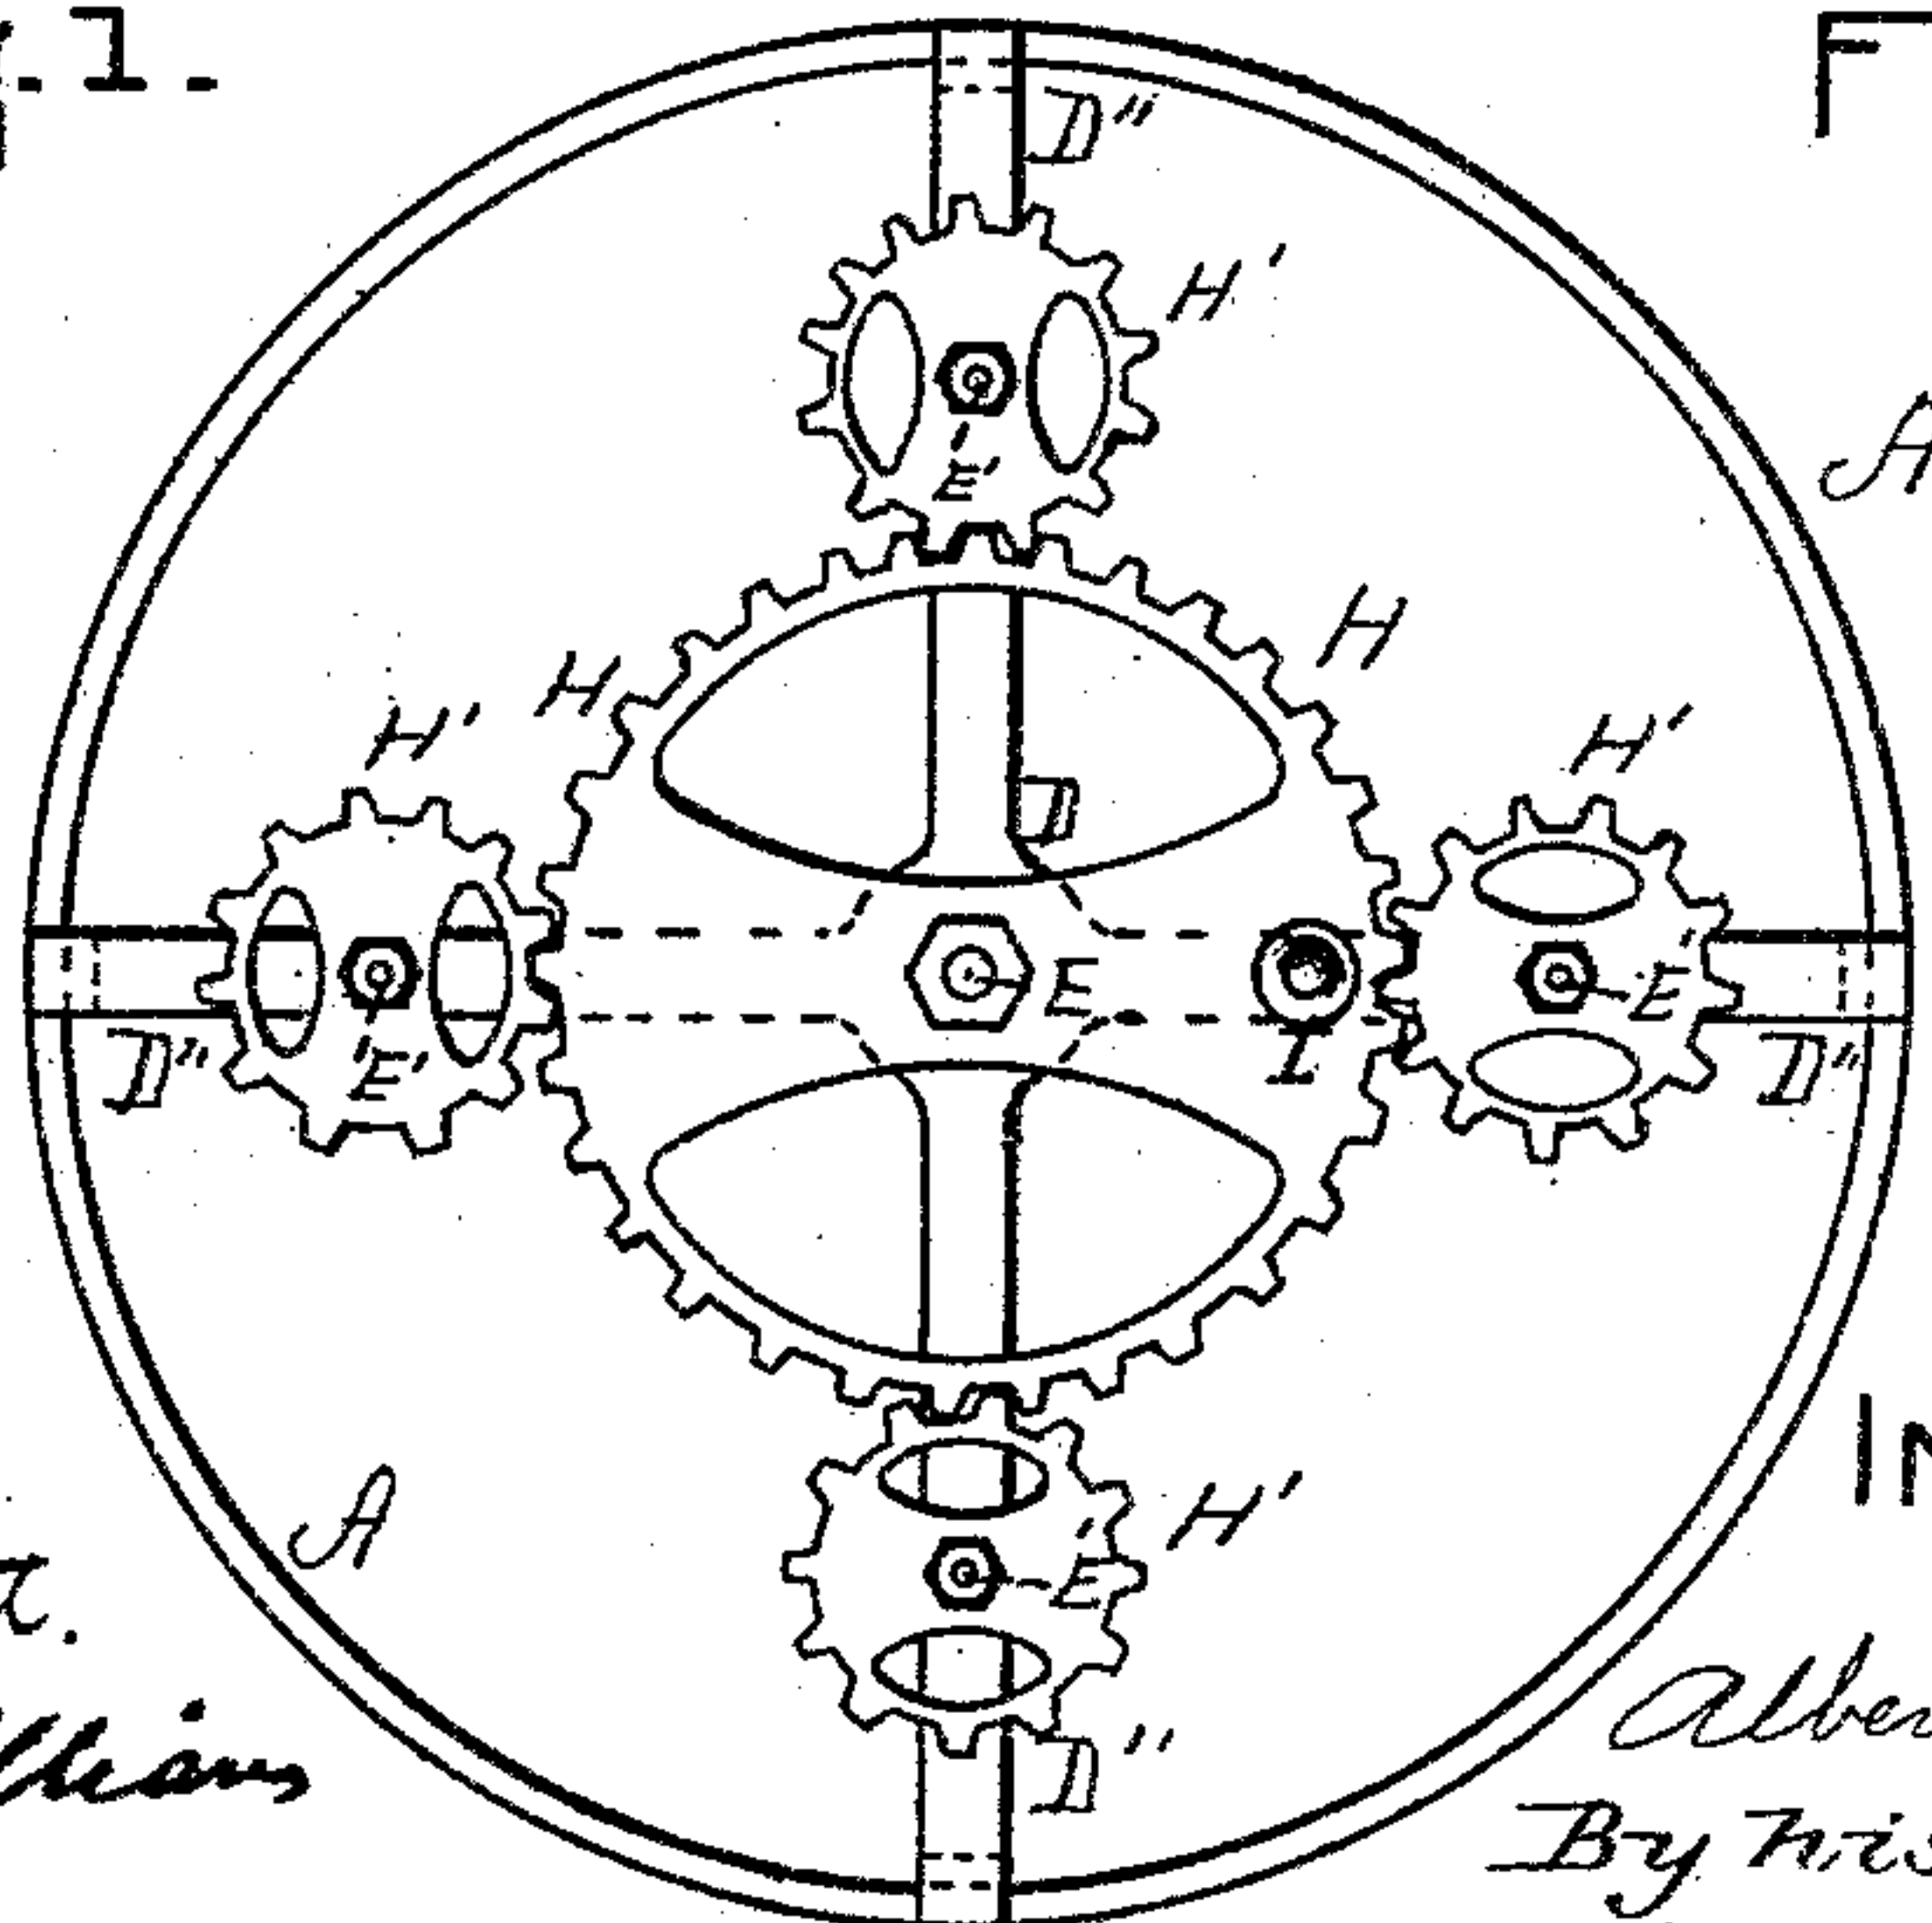 .1.
F
D"
H'
A
E'
H
H
H'
H'
D
E
E'
E'
L
D"
D"
A
H'
E'
IN
D"
By his